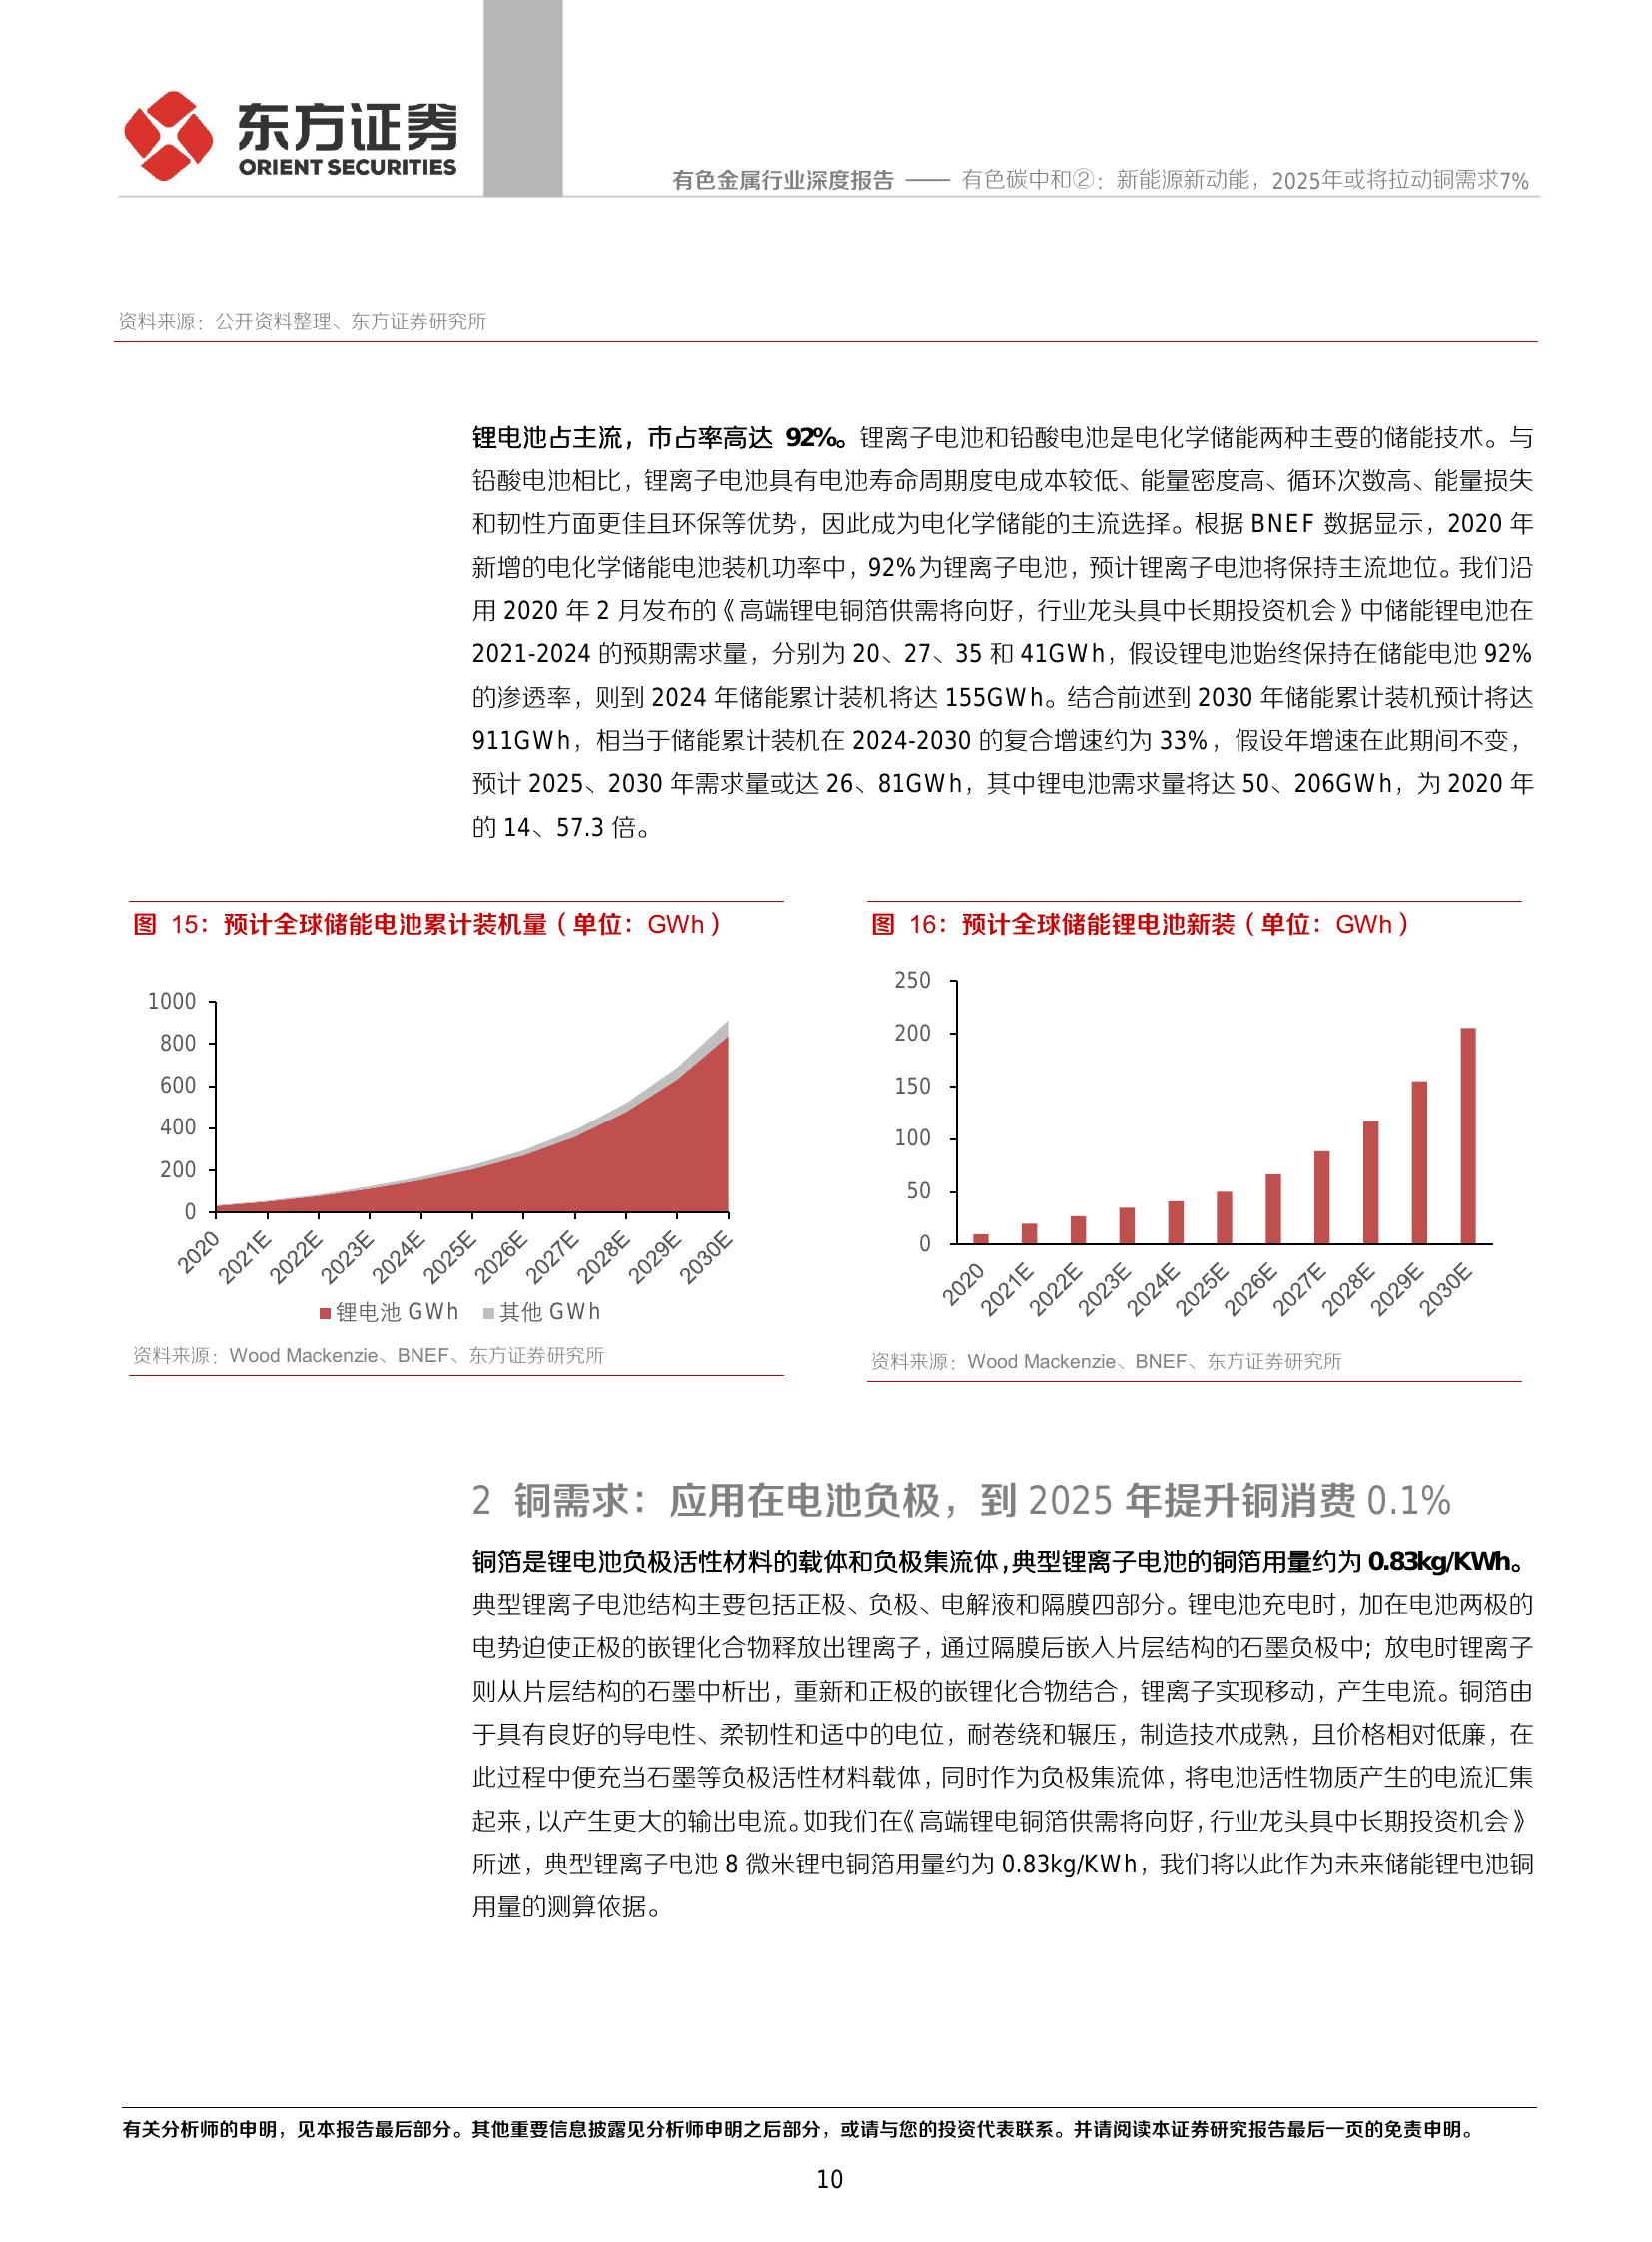 东方证券
ORIENT SECURITIES
有色金属行业深度报告 —— 有色碳中和②：新能源新动能，2025年或将拉动铜需求7%
资料来源：公开资料整理、东方证券研究所
锂电池占主流，市占率高达 92%。锂离子电池和铅酸电池是电化学储能两种主要的储能技术。与
铅酸电池相比，锂离子电池具有电池寿命周期度电成本较低、能量密度高、循环次数高、能量损失
和韧性方面更佳且环保等优势，因此成为电化学储能的主流选择。根据 BNEF 数据显示，2020 年
新增的电化学储能电池装机功率中，92%为锂离子电池，预计锂离子电池将保持主流地位。我们沿
用 2020 年 2 月发布的《高端锂电铜箔供需将向好，行业龙头具中长期投资机会》中储能锂电池在
2021-2024 的预期需求量，分别为 20、27、35 和 41GWh，假设锂电池始终保持在储能电池 92%
的渗透率，则到 2024 年储能累计装机将达 155GWh。结合前述到 2030 年储能累计装机预计将达
911GWh，相当于储能累计装机在 2024-2030 的复合增速约为 33%，假设年增速在此期间不变，
预计 2025、2030 年需求量或达 26、81GWh，其中锂电池需求量将达 50、206GWh，为 2020 年
的 14、57.3 倍。
图 15：预计全球储能电池累计装机量（单位：GWh）
1000
800
600
400
200
0
2020
2021E
2022E
2023E
2024E
2025E
2026E
2027E
2028E
2029E
2030E
锂电池 GWh 其他 GWh
资料来源：Wood Mackenzie、BNEF、东方证券研究所
图 16：预计全球储能锂电池新装（单位：GWh）
250
200
150
100
50
0
2020
2021E
2022E
2023E
2024E
2025E
2026E
2027E
2028E
2029E
2030E
资料来源：Wood Mackenzie、BNEF、东方证券研究所
2 铜需求：应用在电池负极，到 2025 年提升铜消费 0.1%
铜箔是锂电池负极活性材料的载体和负极集流体，典型锂离子电池的铜箔用量约为 0.83kg/KWh。
典型锂离子电池结构主要包括正极、负极、电解液和隔膜四部分。锂电池充电时，加在电池两极的
电势迫使正极的嵌锂化合物释放出锂离子，通过隔膜后嵌入片层结构的石墨负极中；放电时锂离子
则从片层结构的石墨中析出，重新和正极的嵌锂化合物结合，锂离子实现移动，产生电流。铜箔由
于具有良好的导电性、柔韧性和适中的电位，耐卷绕和辗压，制造技术成熟，且价格相对低廉，在
此过程中便充当石墨等负极活性材料载体，同时作为负极集流体，将电池活性物质产生的电流汇集
起来，以产生更大的输出电流。如我们在《高端锂电铜箔供需将向好，行业龙头具中长期投资机会》
所述，典型锂离子电池 8 微米锂电铜箔用量约为 0.83kg/KWh，我们将以此作为未来储能锂电池铜
用量的测算依据。
有关分析师的申明，见本报告最后部分。其他重要信息披露见分析师申明之后部分，或请与您的投资代表联系。并请阅读本证券研究报告最后一页的免责申明。
10